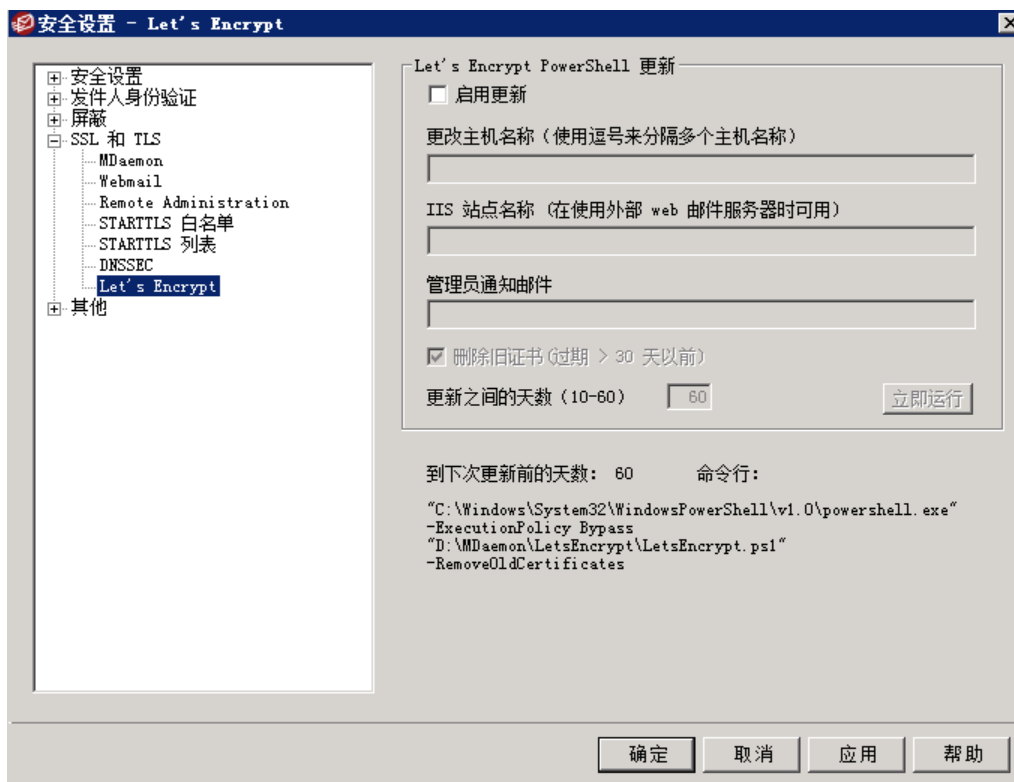 安全设置 - Let's Encrypt
安全设置
发件人身份验证
屏蔽
SSL 和 TLS
MDaemon
Webmail
Remote Administration
STARTTLS 白名单
STARTTLS 列表
DNSSEC
Let's Encrypt
其他
Let's Encrypt PowerShell 更新
启用更新
更改主机名称（使用逗号来分隔多个主机名称）
IIS 站点名称（在使用外部 web 邮件服务器时可用）
管理员通知邮件
删除旧证书(过期 > 30 天以前)
更新之间的天数（10-60） 60 立即运行
到下次更新前的天数: 60 命令行:
"C:\Windows\System32\WindowsPowerShell\v1.0\powershell.exe"
-ExecutionPolicy Bypass
"D:\MDaemon\LetsEncrypt\LetsEncrypt.ps1"
-RemoveOldCertificates
确定 取消 应用 帮助